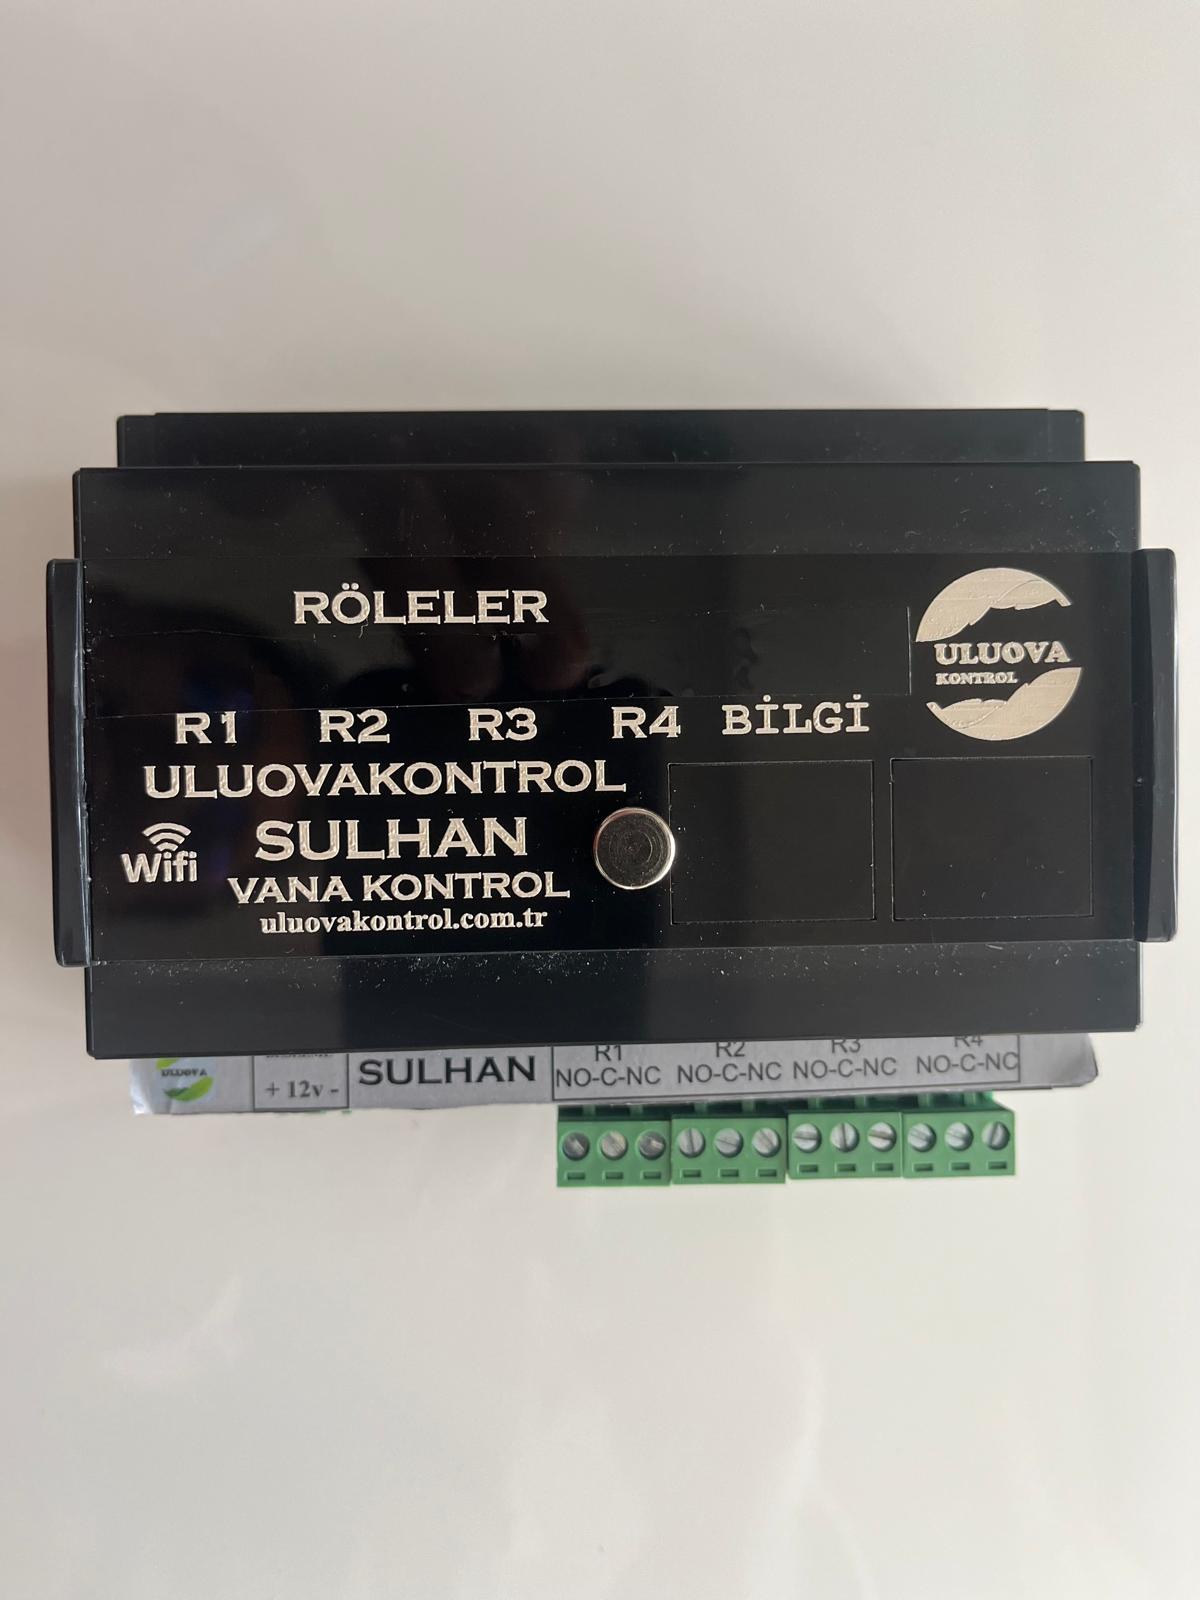 RÖLELER
ULUOVA
KONTROL
R1 R2 R3 R4 BİLGİ
ULUOVAKONTROL
Wifi
SULHAN
VANA KONTROL
uluovakontrol.com.tr
ULUOVA
+ 12v -
SULHAN
R1 R2 R3 R4
NO-C-NC NO-C-NC NO-C-NC NO-C-NC